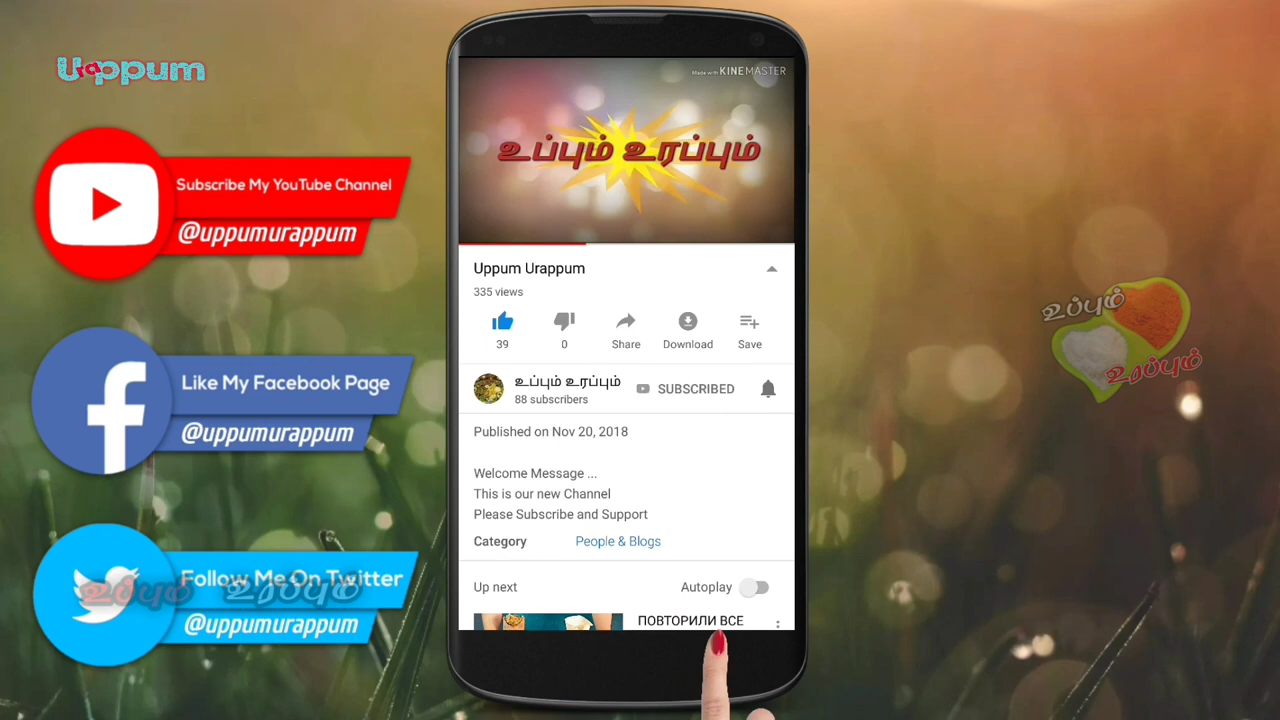 Urappum
Subscribe My YouTube Channel
@uppumurappum
Like My Facebook Page
@uppumurappum
Follow Me On Twitter
உப்பும் உரப்பும்
@uppumurappum
Made with KINEMASTER
உப்பும் உரப்பும்
Uppum Urappum
335 views
39
0
Share
Download
Save
உப்பும் உரப்பும்
SUBSCRIBED
88 subscribers
Published on Nov 20, 2018
Welcome Message ...
This is our new Channel
Please Subscribe and Support
Category
People & Blogs
Up next
Autoplay
ПОВТОРИЛИ ВСЕ
உப்பும்
உரப்பும்